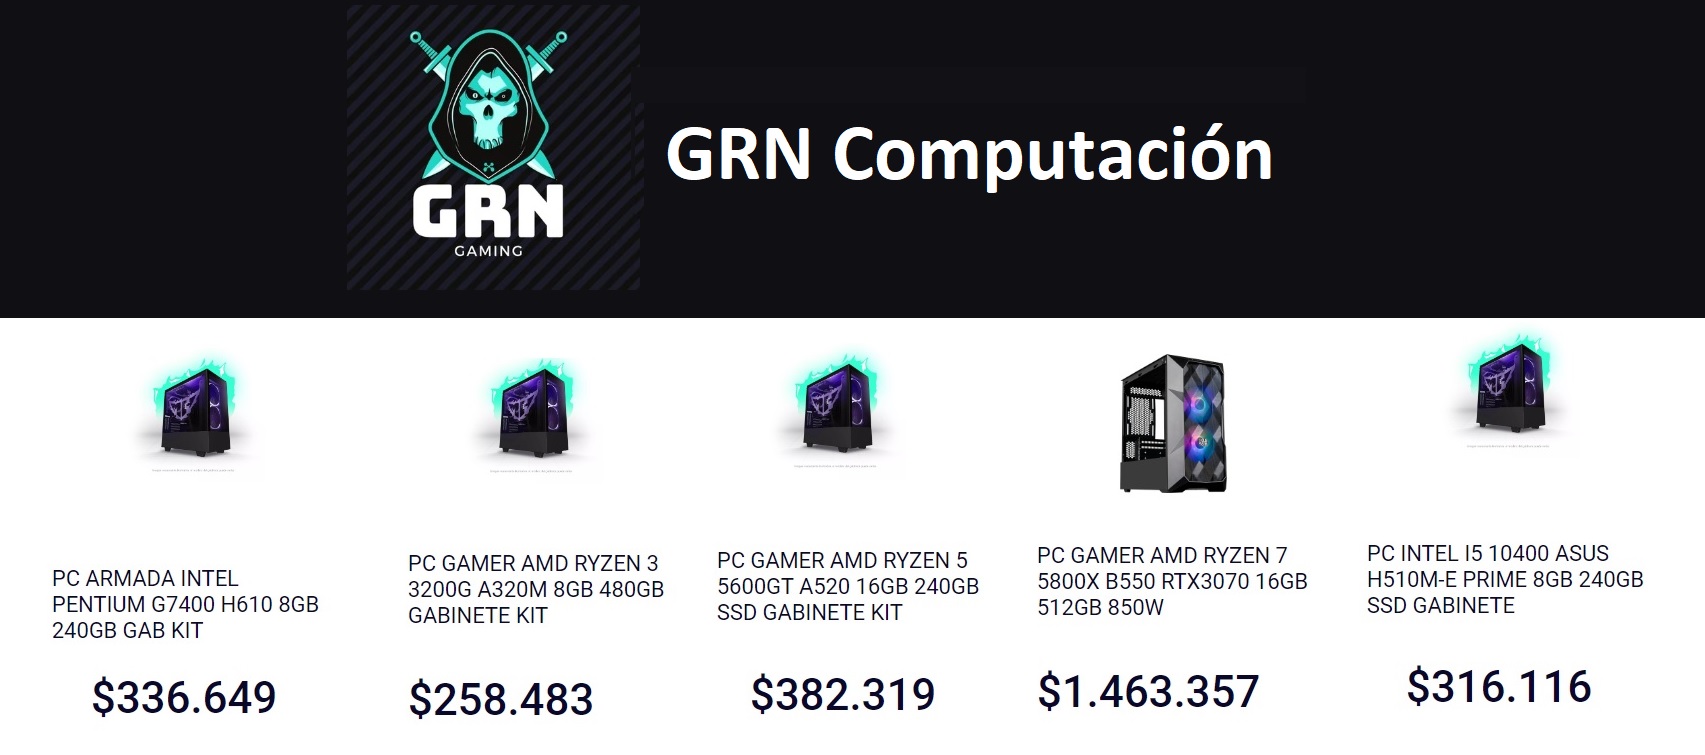 GRN
GAMING
GRN Computación
PC ARMADA INTEL
PENTIUM G7400 H610 8GB
240GB GAB KIT
$336.649
PC GAMER AMD RYZEN 3
3200G A320M 8GB 480GB
GABINETE KIT
$258.483
PC GAMER AMD RYZEN 5
5600GT A520 16GB 240GB
SSD GABINETE KIT
$382.319
PC GAMER AMD RYZEN 7
5800X B550 RTX3070 16GB
512GB 850W
$1.463.357
PC INTEL I5 10400 ASUS
H510M-E PRIME 8GB 240GB
SSD GABINETE
$316.116